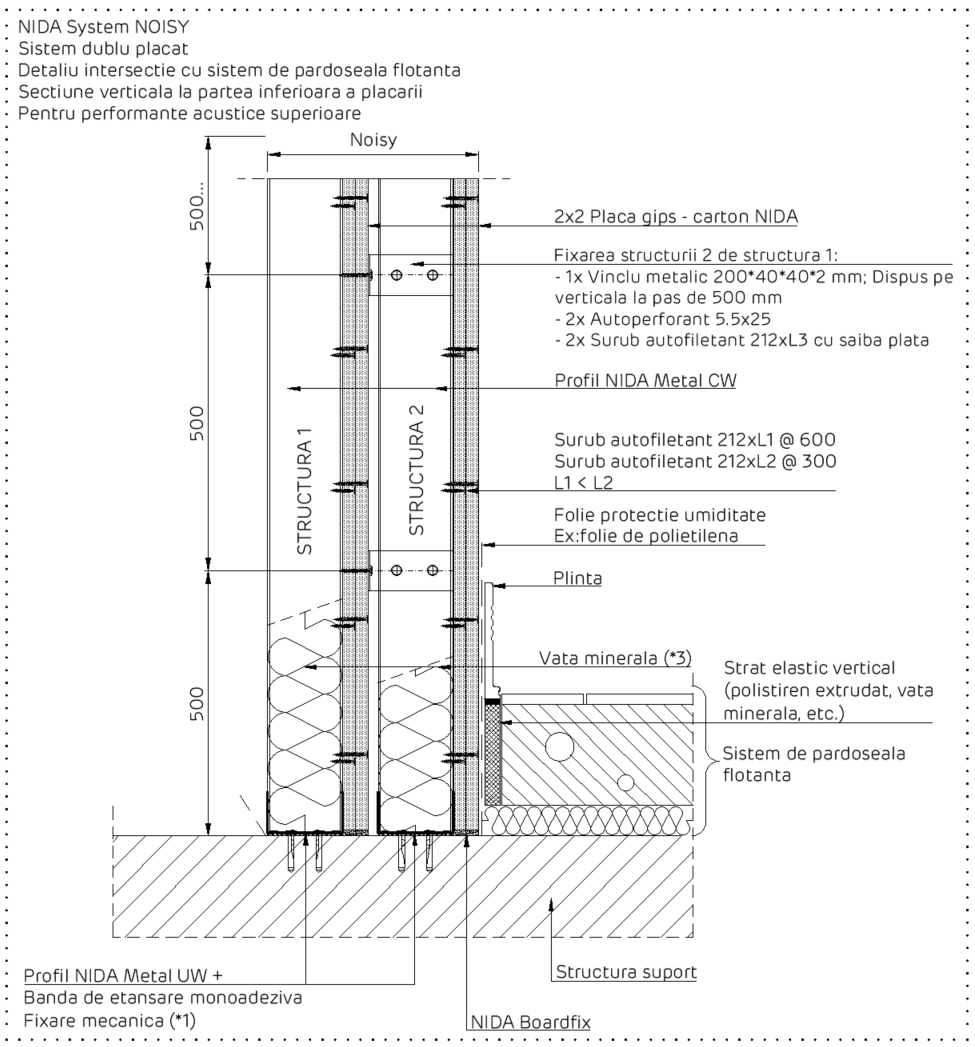 NIDA System NOISY
Sistem dublu placat
Detaliu intersectie cu sistem de pardoseala flotanta
Sectiune verticala la partea inferioara a placarii
Pentru performante acustice superioare
Noisy
500...
2x2 Placa gips - carton NIDA
Fixarea structurii 2 de structura 1:
- 1x Vinclu metalic 200*40*40*2 mm; Dispus pe
verticala la pas de 500 mm
- 2x Autoperforant 5.5x25
- 2x Surub autofiletant 212xL3 cu saiba plata
Profil NIDA Metal CW
500
STRUCTURA 1
STRUCTURA 2
Surub autofiletant 212xL1 @ 600
Surub autofiletant 212xL2 @ 300
L1 < L2
Folie protectie umiditate
Ex:folie de polietilena
Plinta
Vata minerala (*3)
500
Strat elastic vertical
(polistiren extrudat, vata
minerala, etc.)
Sistem de pardoseala
flotanta
Profil NIDA Metal UW +
Banda de etansare monoadeziva
Fixare mecanica (*1)
Structura suport
NIDA Boardfix